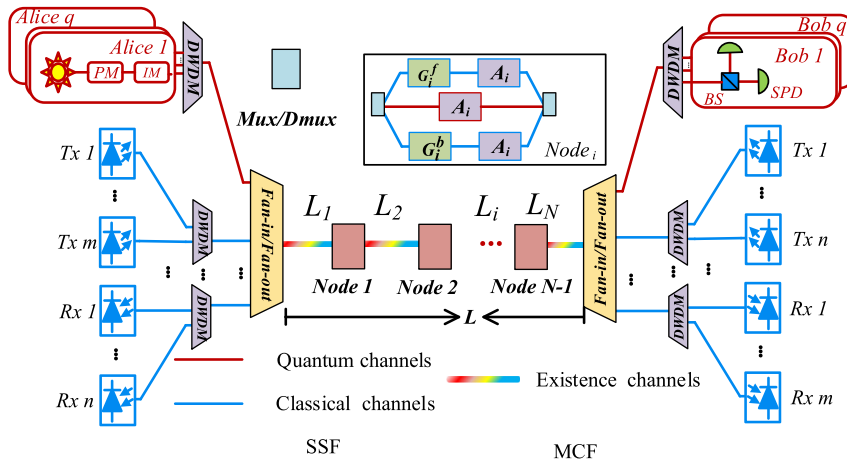 Alice q
Alice 1
PM
IM
DWDM
Mux/Dmux
G_i^f
A_i
A_i
G_i^b
A_i
Node_i
DWDM
Bob q
Bob 1
BS
SPD
Tx 1
Tx m
Rx 1
Rx n
DWDM
DWDM
Fan-in/Fan-out
L_1
L_2
L_i
L_N
Node 1
Node 2
Node N-1
L
Fan-in/Fan-out
DWDM
DWDM
Tx 1
Tx n
Rx 1
Rx m
Quantum channels
Classical channels
Existence channels
SSF
MCF